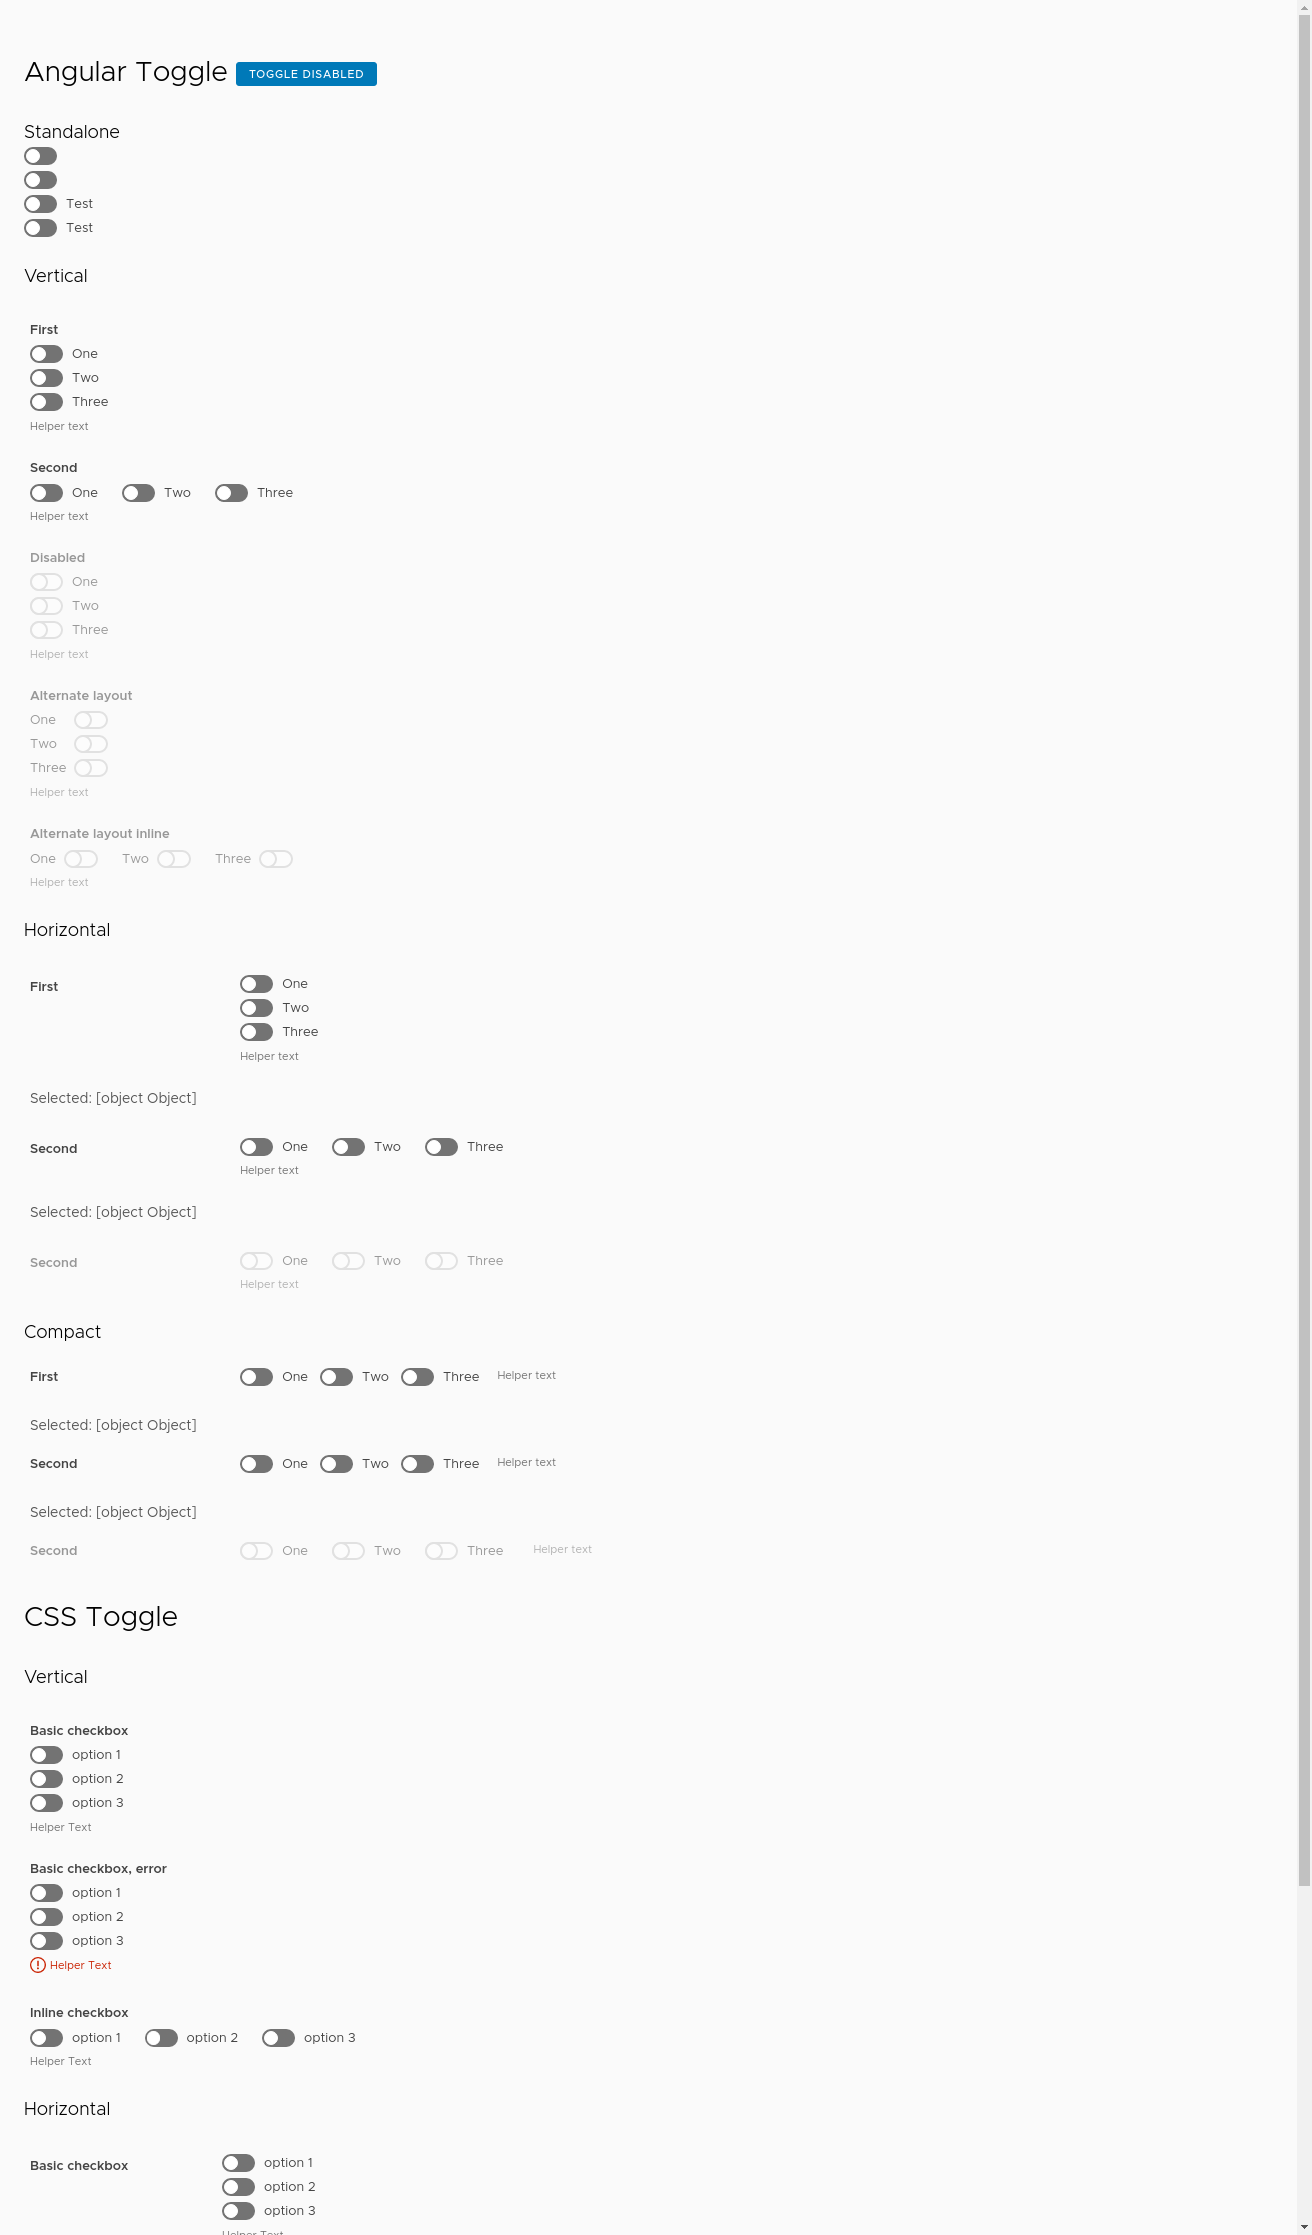 Angular Toggle TOGGLE DISABLED
Standalone
Test
Test
Vertical
First
One
Two
Three
Helper text
Second
One Two Three
Helper text
Disabled
One
Two
Three
Helper text
Alternate layout
One
Two
Three
Helper text
Alternate layout inline
One Two Three
Helper text
Horizontal
First One
Two
Three
Helper text
Selected: [object Object]
Second One Two Three
Helper text
Selected: [object Object]
Second One Two Three
Helper text
Compact
First One Two Three Helper text
Selected: [object Object]
Second One Two Three Helper text
Selected: [object Object]
Second One Two Three Helper text
CSS Toggle
Vertical
Basic checkbox
option 1
option 2
option 3
Helper Text
Basic checkbox, error
option 1
option 2
option 3
Helper Text
Inline checkbox
option 1 option 2 option 3
Helper Text
Horizontal
Basic checkbox option 1
option 2
option 3
Helper Text